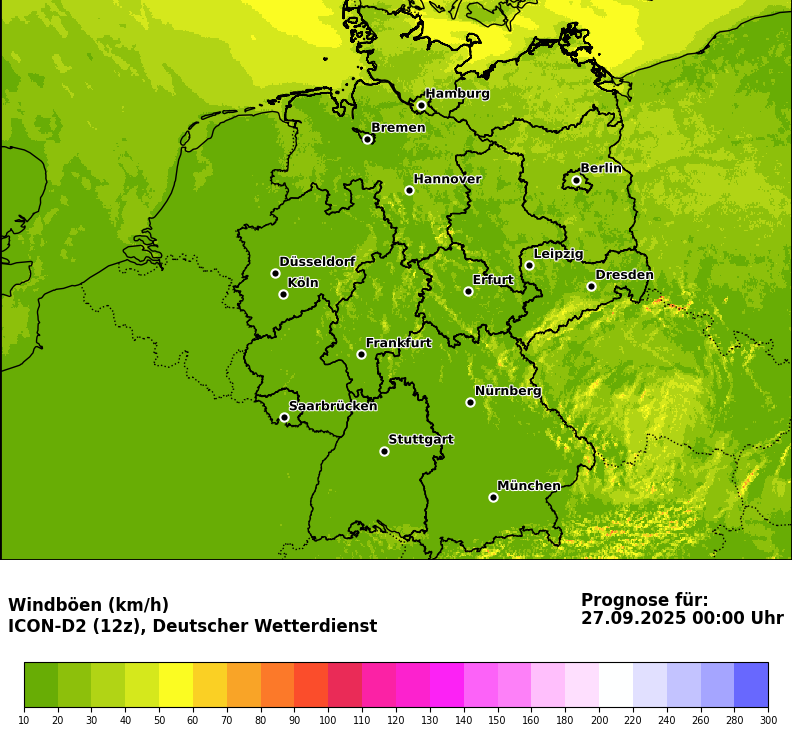 Hamburg
Bremen
Berlin
Hannover
Leipzig
Düsseldorf
Dresden
Köln
Erfurt
Frankfurt
Nürnberg
Saarbrücken
Stuttgart
München
Windböen (km/h)
ICON-D2 (12z), Deutscher Wetterdienst
Prognose für:
27.09.2025 00:00 Uhr
10 20 30 40 50 60 70 80 90 100 110 120 130 140 150 160 180 200 220 240 260 280 300